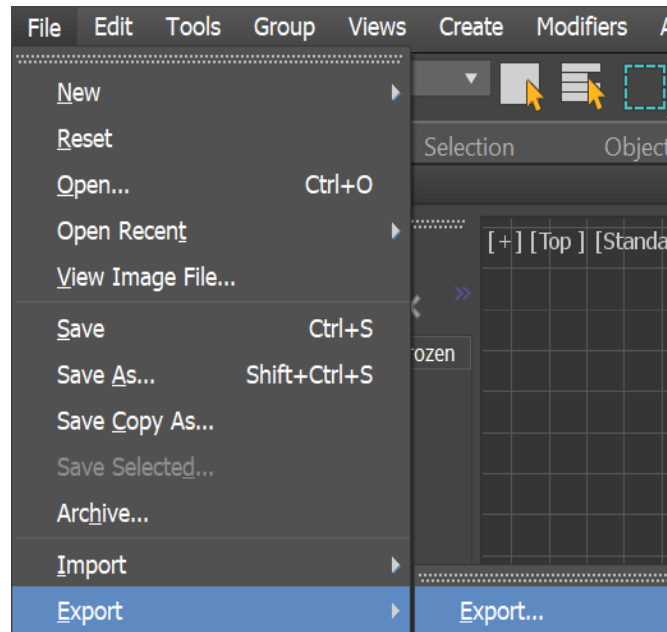 File Edit Tools Group Views Create Modifiers
New
Reset
Selection Object
Open... Ctrl+O
Open Recent
[+] [Top ] [Standa
View Image File...
Save Ctrl+S
rozen
Save As... Shift+Ctrl+S
Save Copy As...
Save Selected...
Archive...
Import
Export Export...